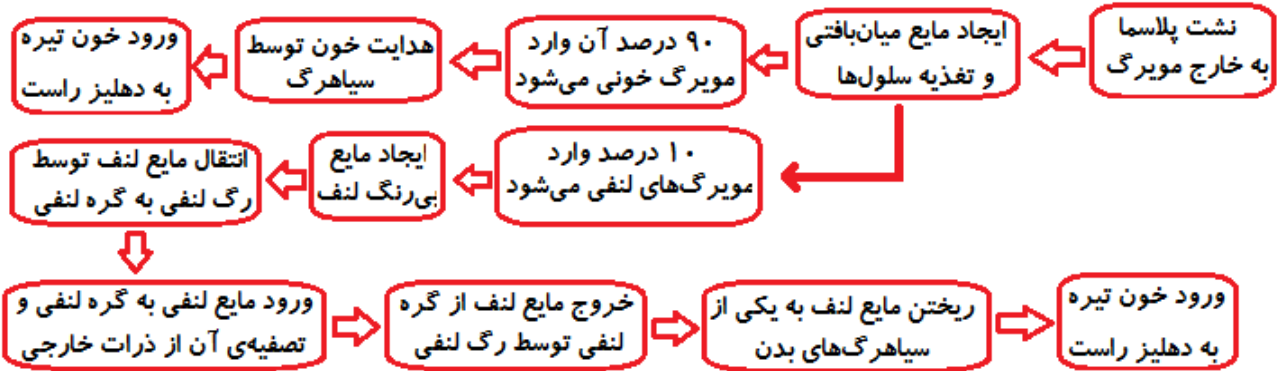 نشت پلاسما
به خارج مویرگ
ایجاد مایع میان‌بافتی
و تغذیه سلول‌ها
۹۰ درصد آن وارد
مویرگ خونی می‌شود
هدایت خون توسط
سیاهرگ
ورود خون تیره
به دهلیز راست
۱۰ درصد وارد
مویرگ‌های لنفی می‌شود
ایجاد مایع
بی‌رنگ لنف
انتقال مایع لنف توسط
رگ لنفی به گره لنفی
ورود مایع لنفی به گره لنفی و
تصفیه‌ی آن از ذرات خارجی
خروج مایع لنف از گره
لنفی توسط رگ لنفی
ریختن مایع لنف به یکی از
سیاهرگ‌های بدن
ورود خون تیره
به دهلیز راست